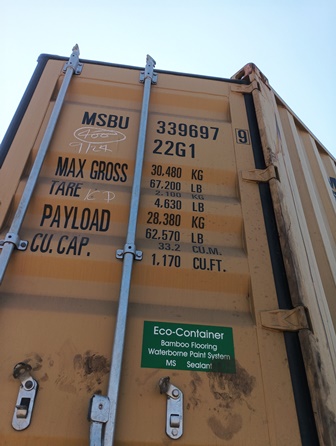 MSBU 339697 9
22G1
MAX GROSS 30.480 KG
67.200 LB
TARE 2.100 KG
4.630 LB
PAYLOAD 28.380 KG
62.570 LB
CU.CAP. 33.2 CU.M.
1.170 CU.FT.
Eco-Container
Bamboo Flooring
Waterborne Paint System
MS Sealant